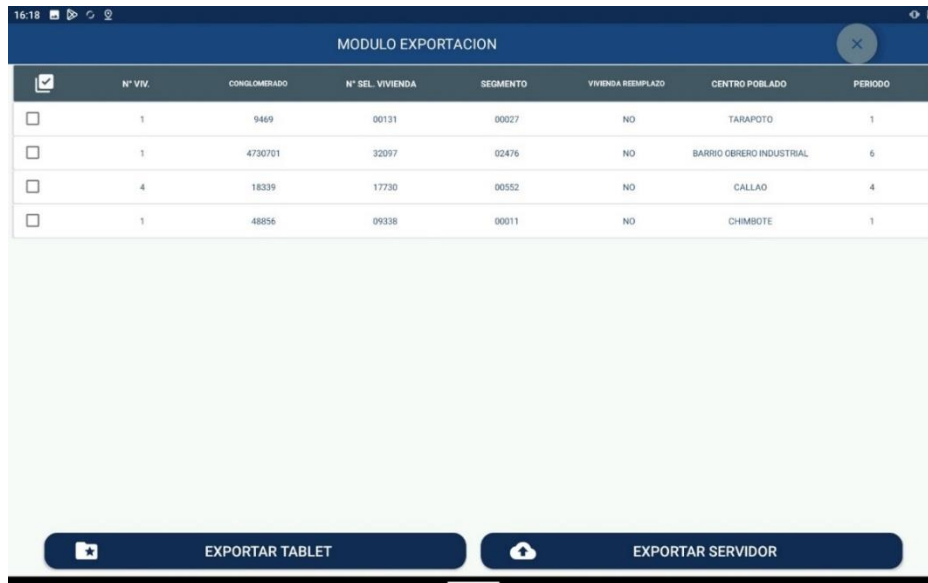 16:18
MODULO EXPORTACION
N° VIV. CONGLOMERADO N° SEL. VIVIENDA SEGMENTO VIVIENDA REEMPLAZO CENTRO POBLADO PERIODO
1 9469 00131 00027 NO TARAPOTO 1
1 4730701 32097 02476 NO BARRIO OBRERO INDUSTRIAL 6
4 18339 17730 00552 NO CALLAO 4
1 48856 09338 00011 NO CHIMBOTE 1
EXPORTAR TABLET EXPORTAR SERVIDOR